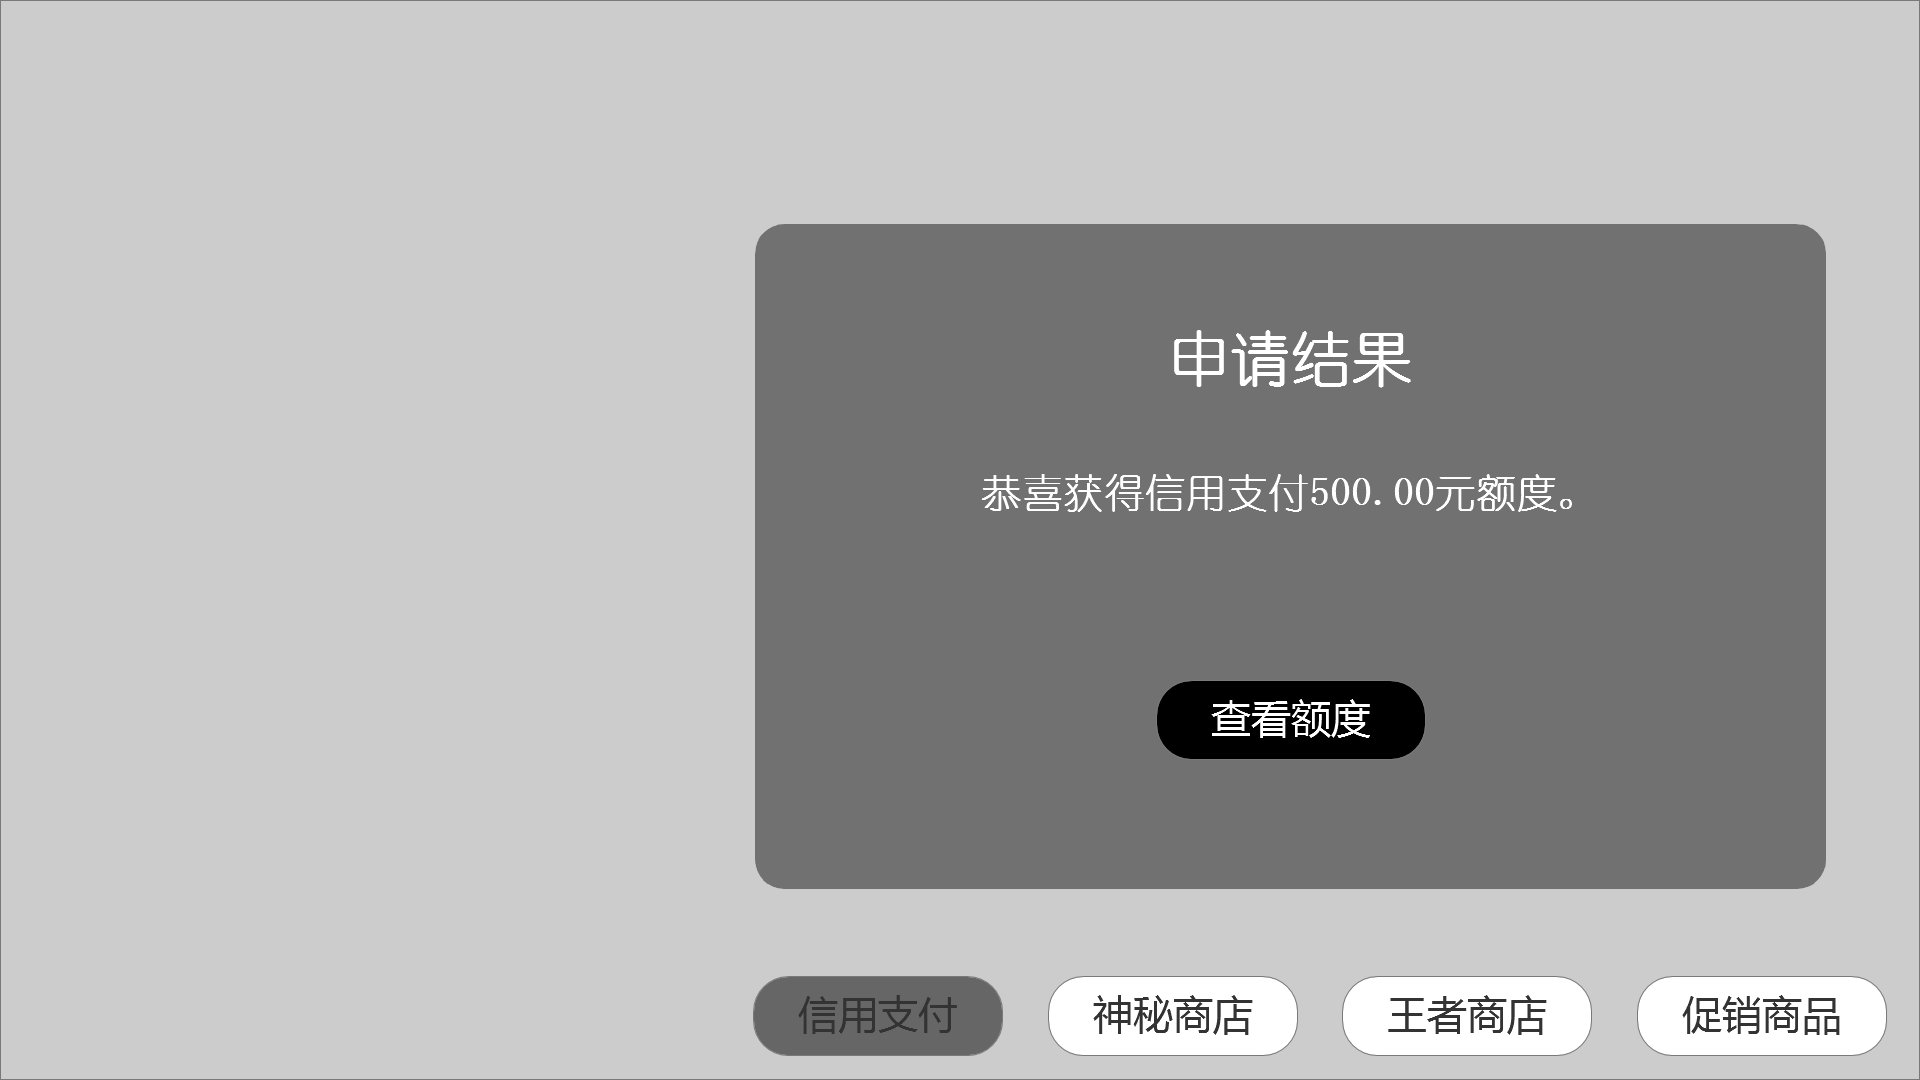 申请结果
恭喜获得信用支付500.00元额度。
查看额度
信用支付
神秘商店
王者商店
促销商品